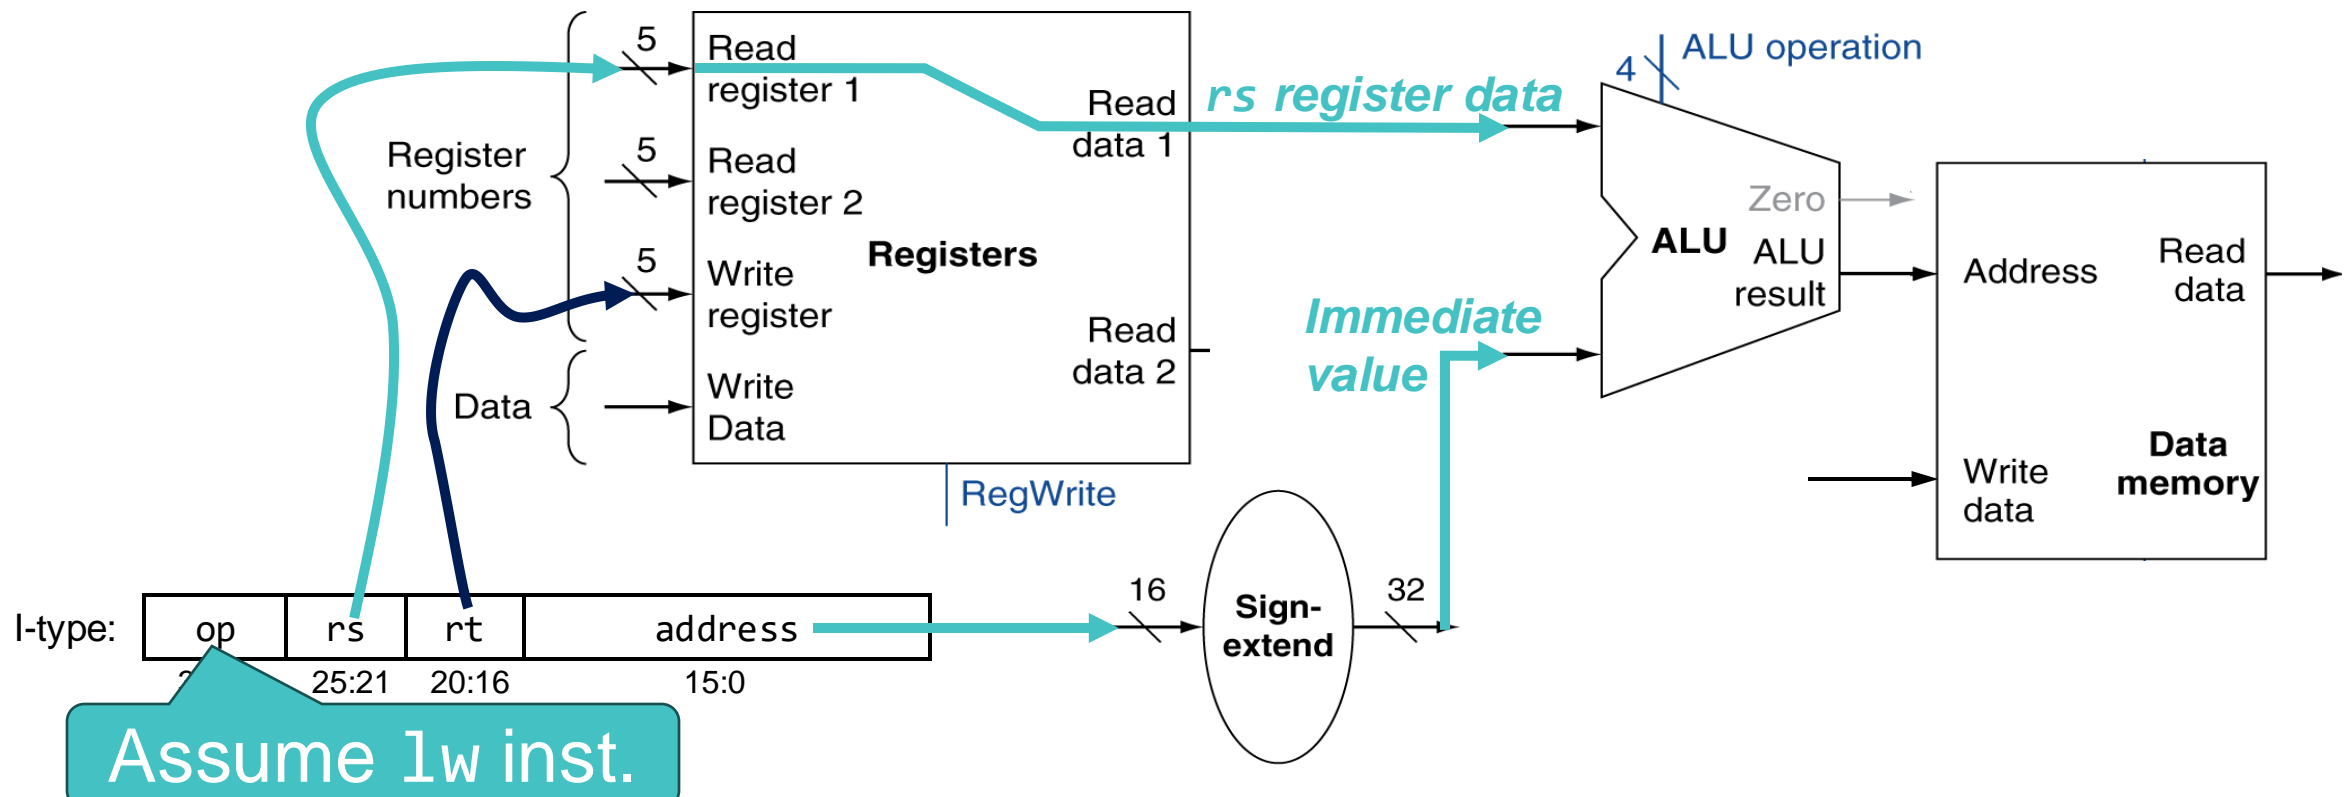 5
Read
register 1
5
Read
register 2
5
Write
register
Write
Data
Register
numbers
Data
Registers
Read
data 1
Read
data 2
RegWrite
rs register data
Immediate
value
4
ALU operation
Zero
ALU
ALU
result
Address
Read
data
Write
data
Data
memory
I-type:
op
rs
rt
address
25:21
20:16
15:0
16
Sign-
extend
32
Assume lw inst.